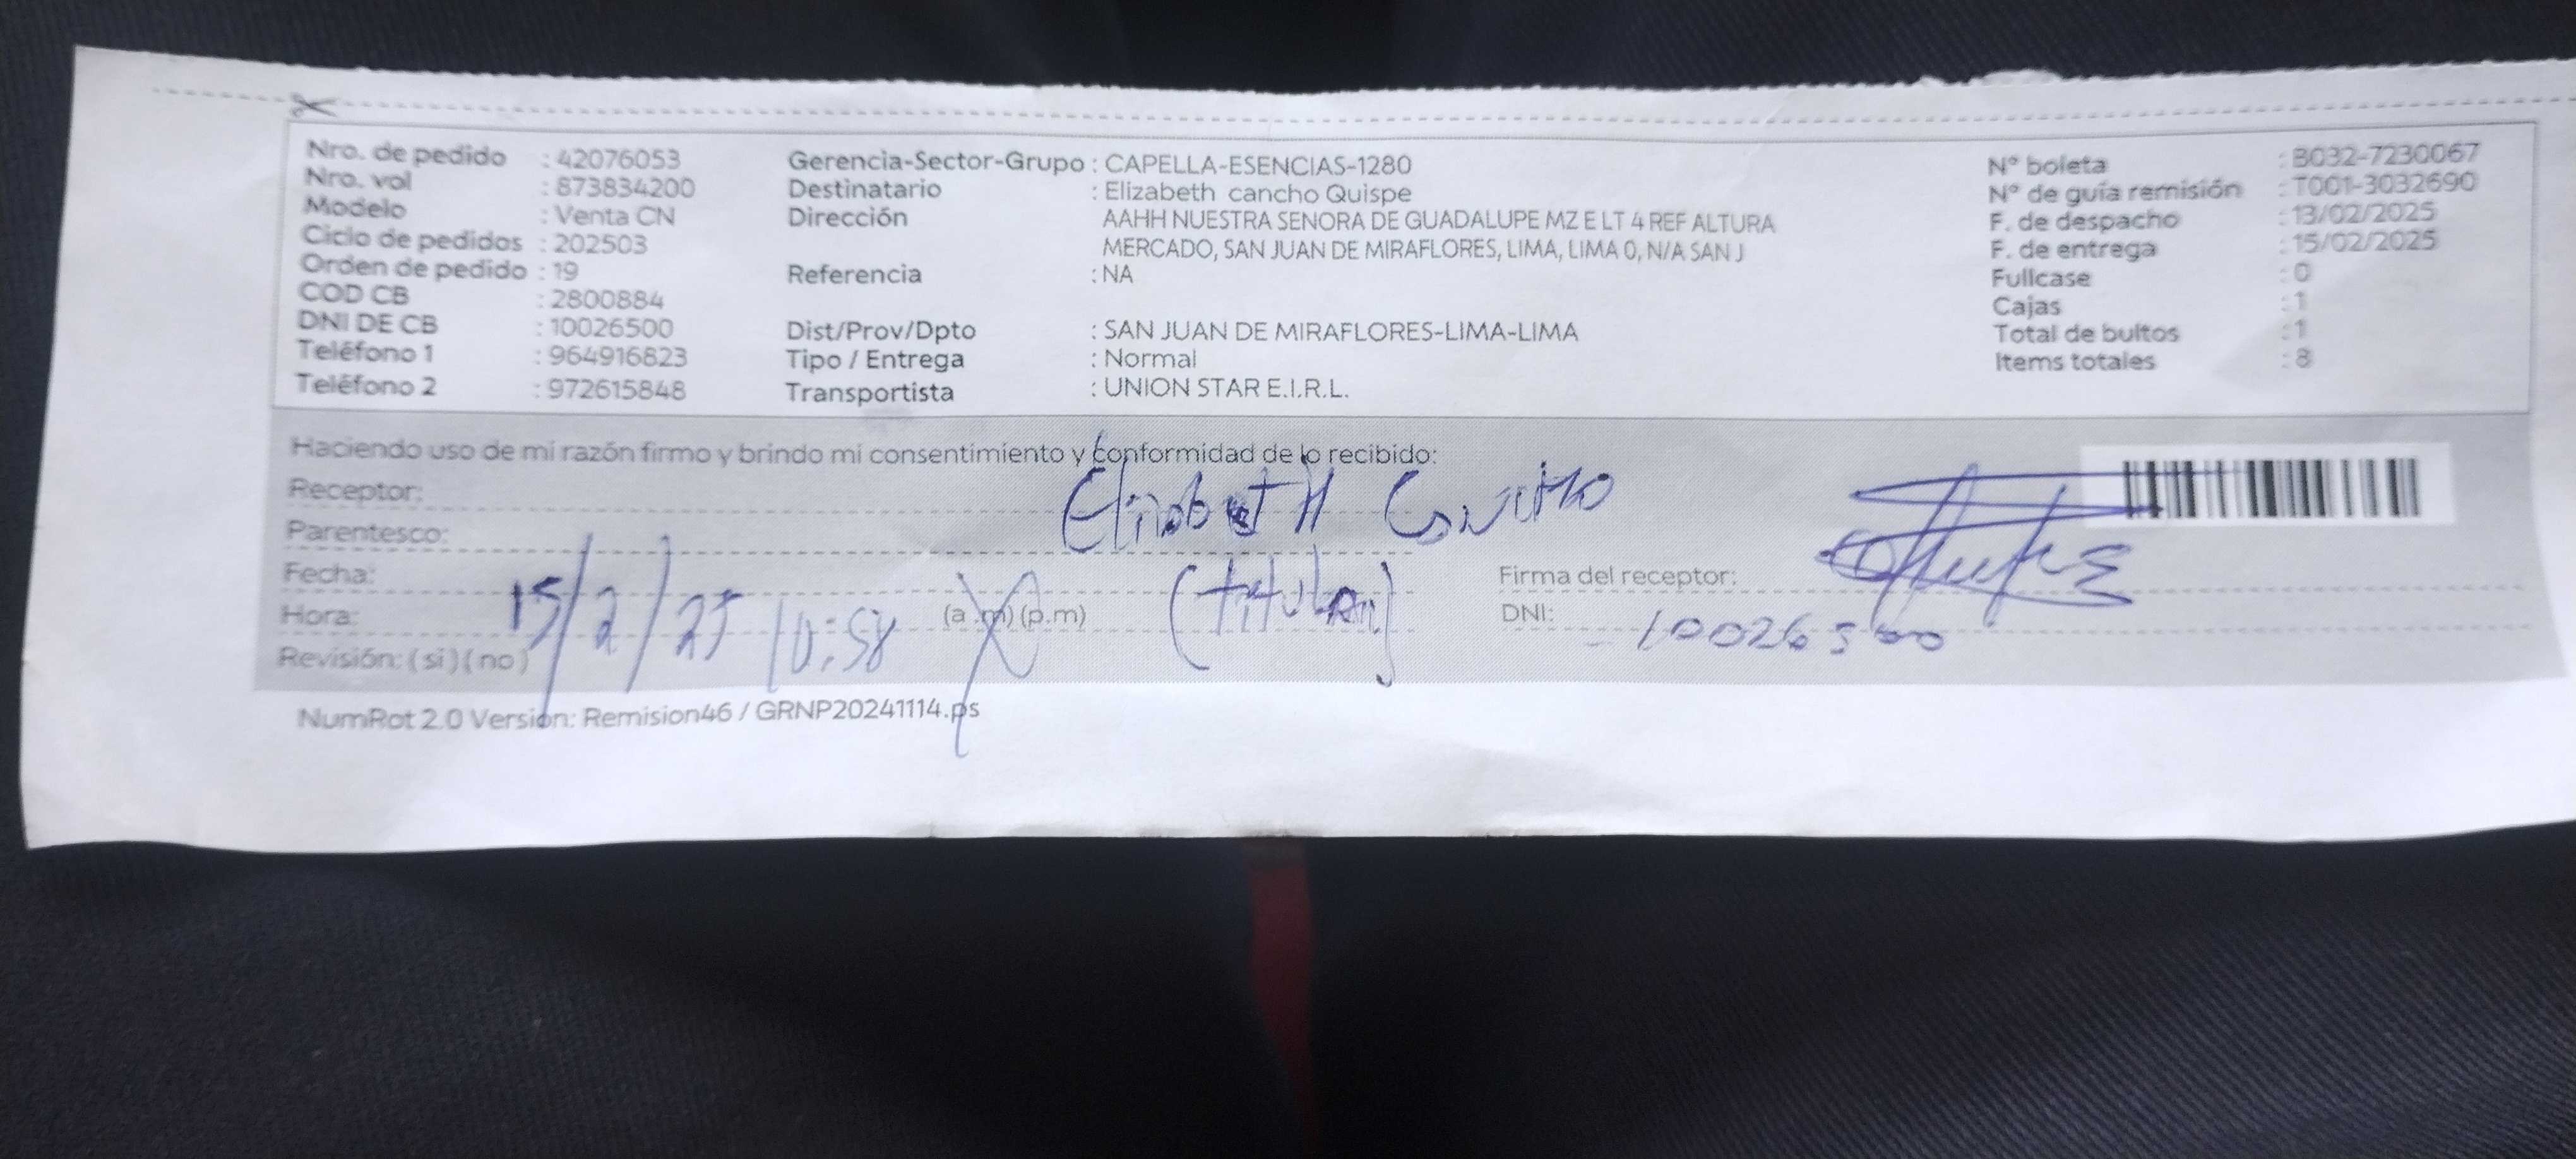 Nro. de pedido : 42076053
Nro. vol : 873834200
Modelo : Venta CN
Ciclo de pedidos : 202503
Orden de pedido : 19
COD CB : 2800884
DNI DE CB : 10026500
Teléfono 1 : 964916823
Teléfono 2 : 972615848
Gerencia-Sector-Grupo : CAPELLA-ESENCIAS-1280
Destinatario : Elizabeth cancho Quispe
Dirección AAHH NUESTRA SENORA DE GUADALUPE MZ E LT 4 REF ALTURA
MERCADO, SAN JUAN DE MIRAFLORES, LIMA, LIMA 0, N/A SAN J
Referencia : NA
Dist/Prov/Dpto : SAN JUAN DE MIRAFLORES-LIMA-LIMA
Tipo / Entrega : Normal
Transportista : UNION STAR E.I.R.L.
N° boleta : B032-7230067
N° de guía remisión : T001-3032690
F. de despacho : 13/02/2025
F. de entrega : 15/02/2025
Fullcase : 0
Cajas : 1
Total de bultos : 1
Items totales : 8
Haciendo uso de mi razón firmo y brindo mi consentimiento y conformidad de lo recibido:
Receptor: Elizabeth Cancho
Parentesco: (titular)
Fecha: 15/2/25
Hora: 10:58 (a.m) (p.m)
Revisión: (si) (no)
Firma del receptor:
DNI: 10026500
NumRot 2.0 Version: Remision46 / GRNP20241114.ps